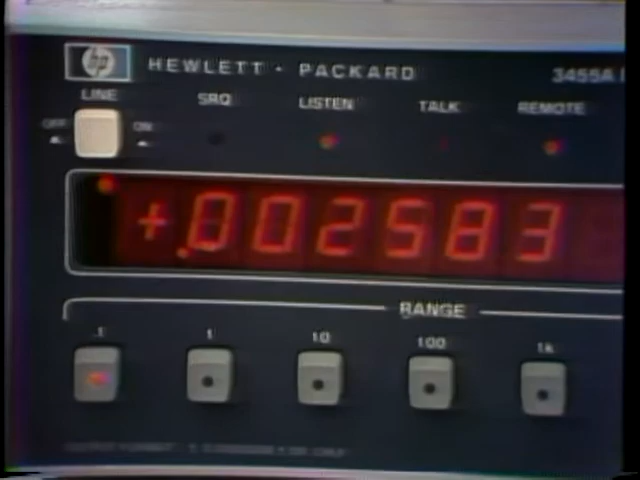 hp HEWLETT · PACKARD 3455A
LINE SRQ LISTEN TALK REMOTE
OFF ON
+.002583
RANGE
.1 1 10 100 1K